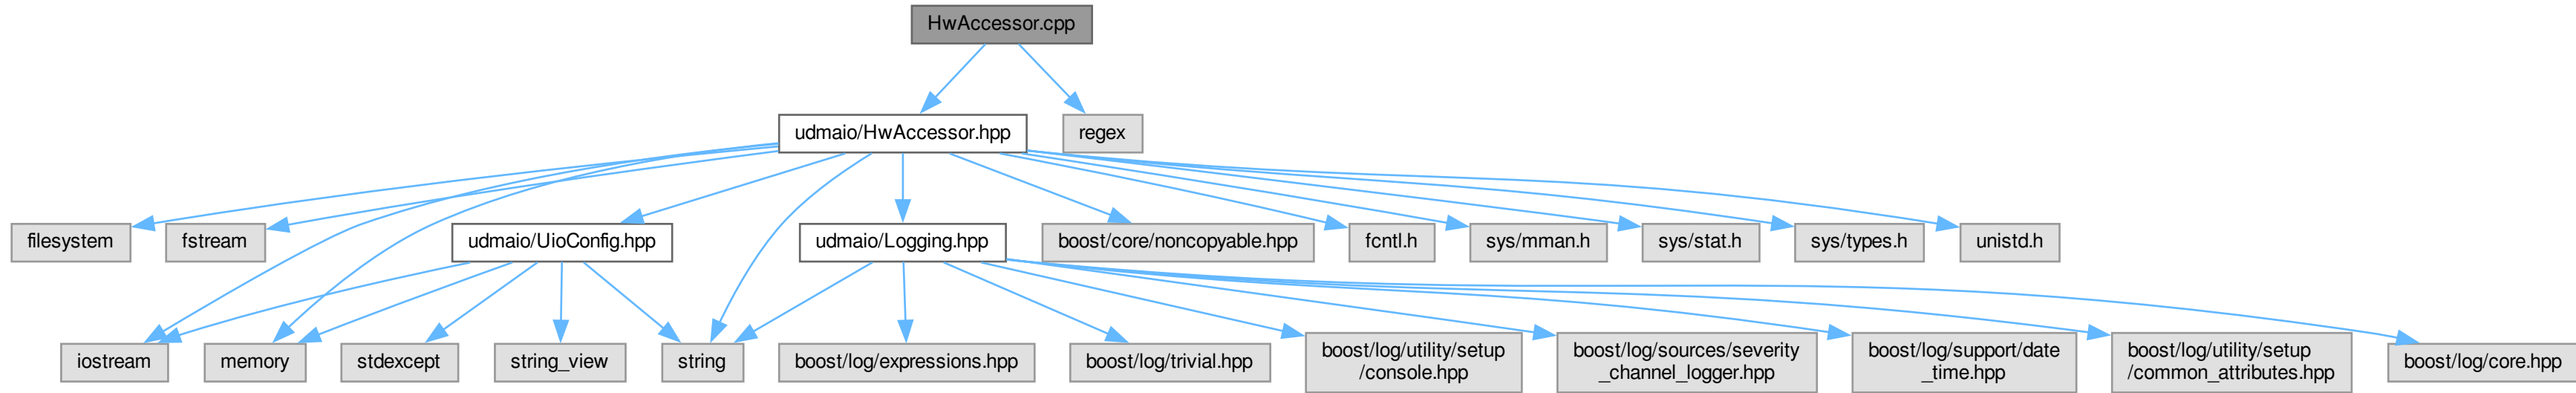 HwAccessor.cpp
udmaio/HwAccessor.hpp
regex
filesystem
fstream
udmaio/UioConfig.hpp
udmaio/Logging.hpp
boost/core/noncopyable.hpp
fcntl.h
sys/mman.h
sys/stat.h
sys/types.h
unistd.h
iostream
memory
stdexcept
string_view
string
boost/log/expressions.hpp
boost/log/trivial.hpp
boost/log/utility/setup
/console.hpp
boost/log/sources/severity
_channel_logger.hpp
boost/log/support/date
_time.hpp
boost/log/utility/setup
/common_attributes.hpp
boost/log/core.hpp